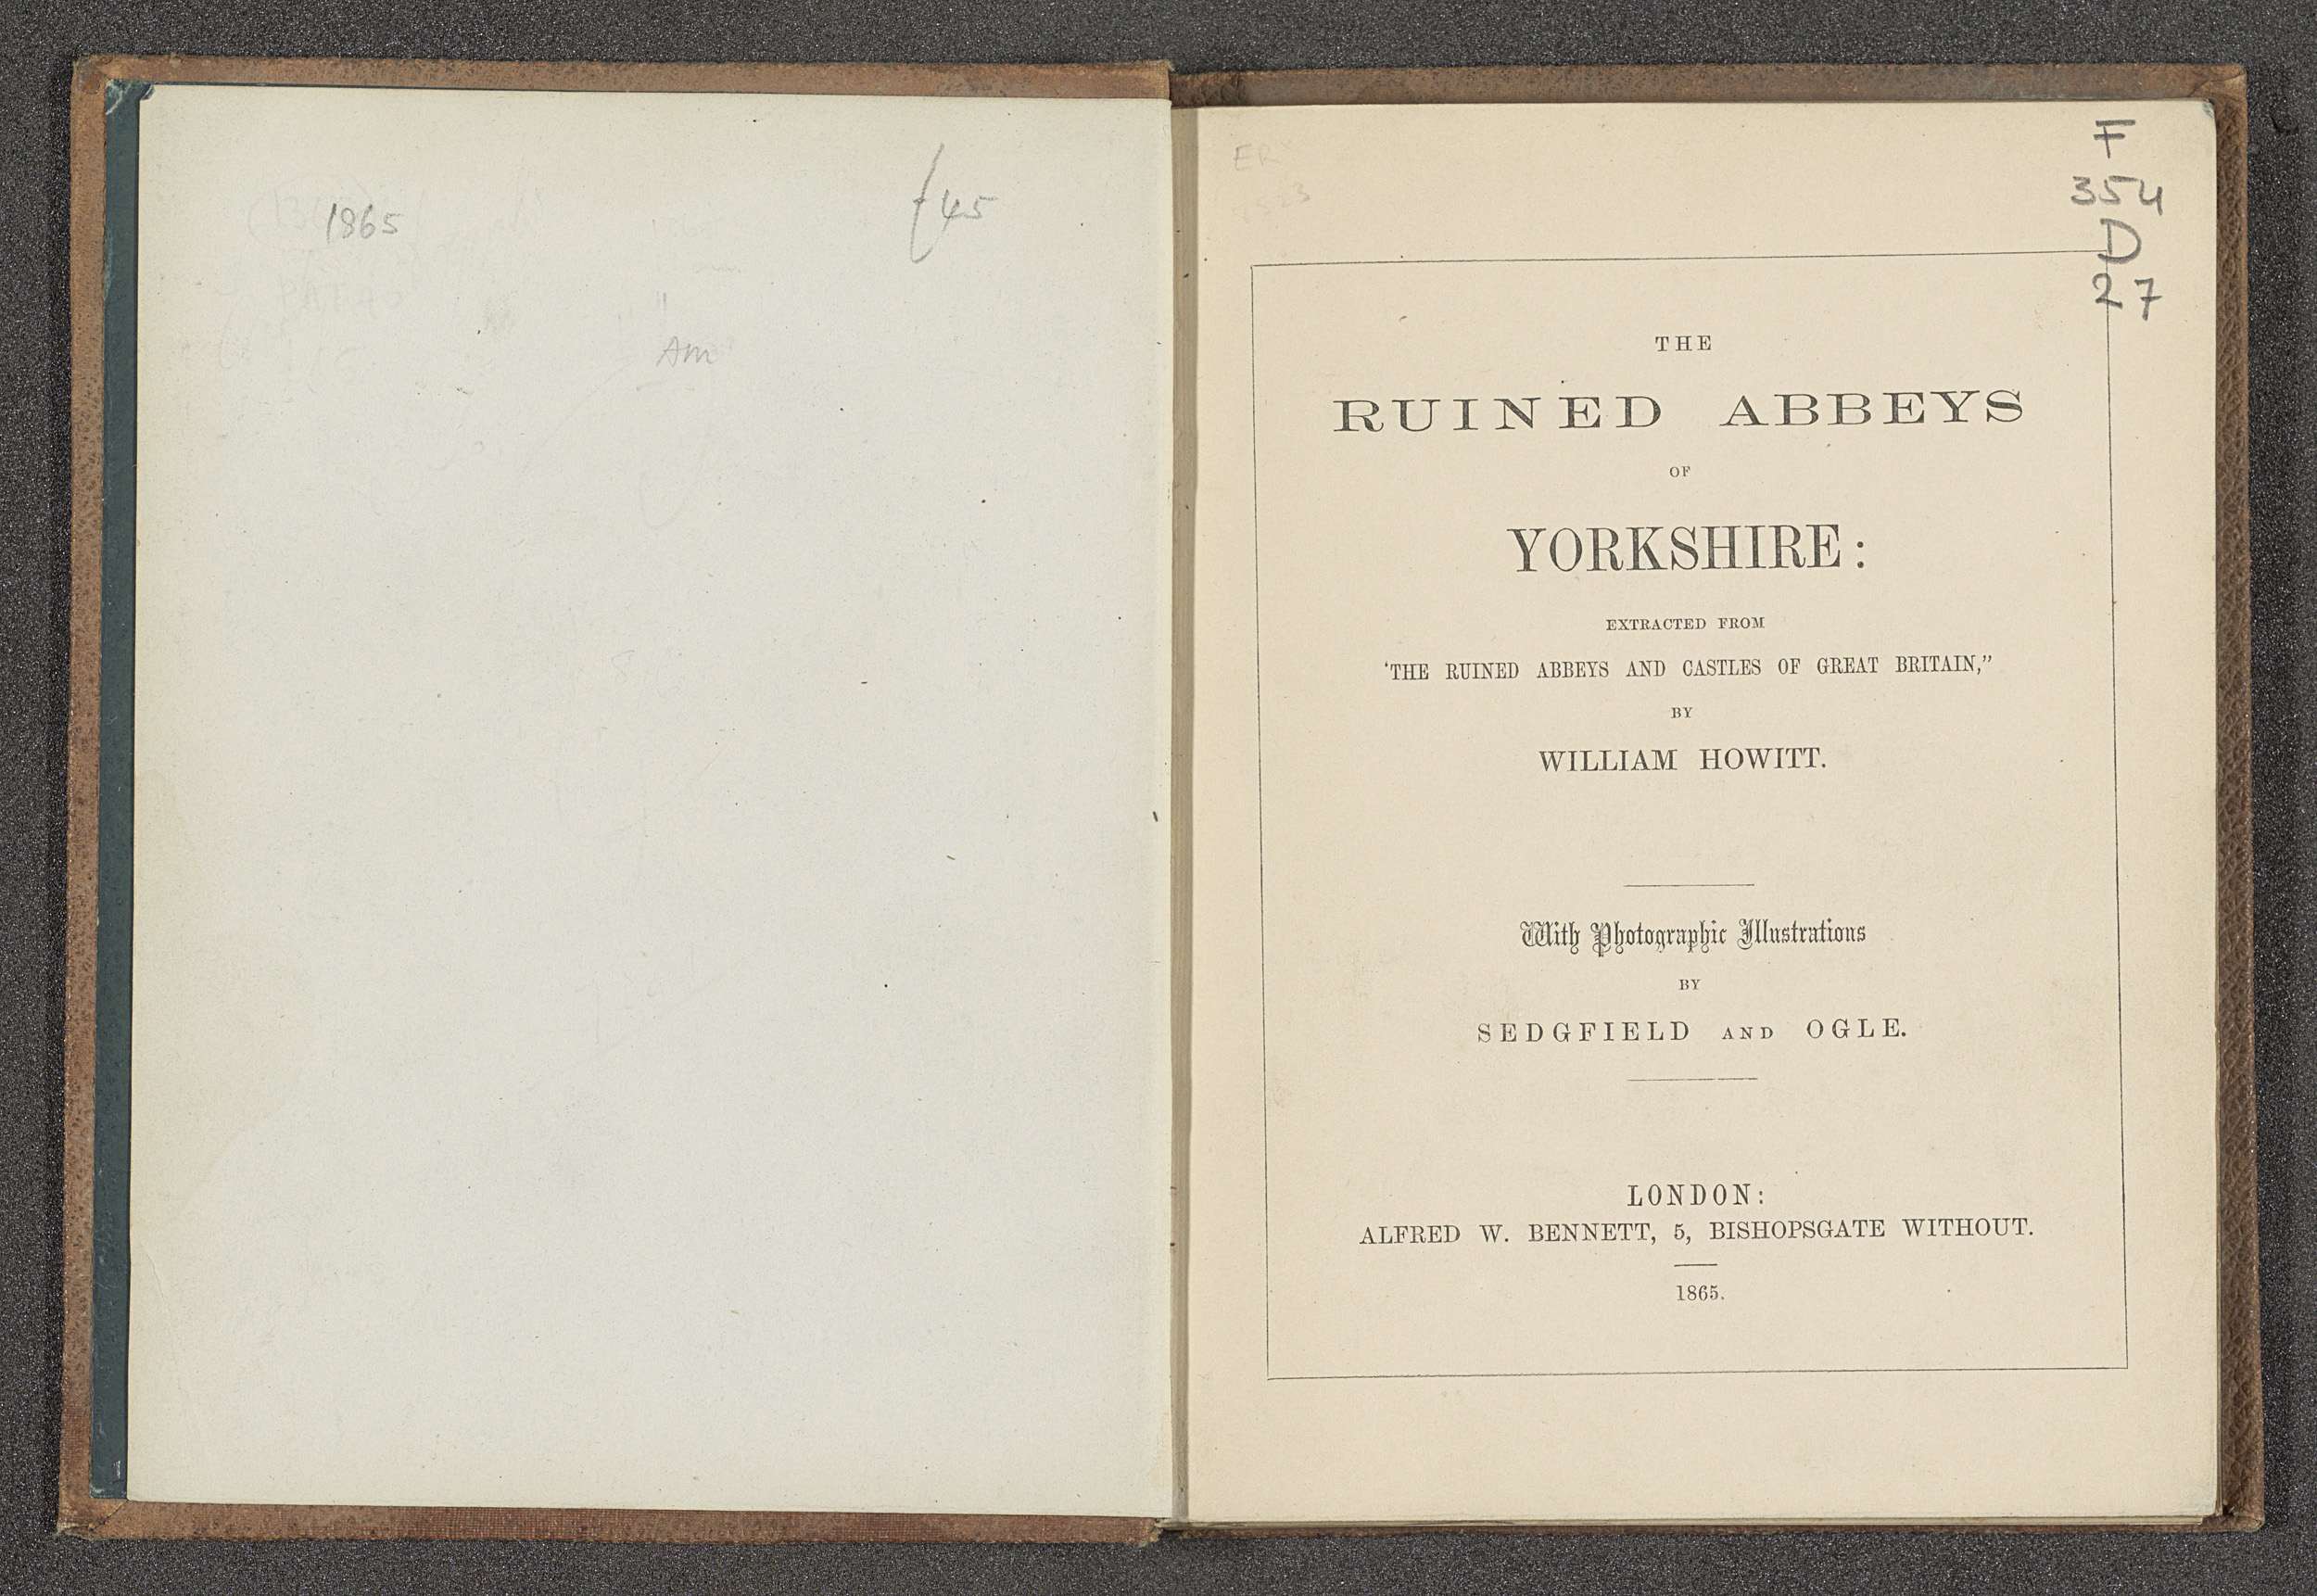 1865
£45
Am
ER
F
354
D
27
THE
RUINED ABBEYS
OF
YORKSHIRE:
EXTRACTED FROM
'THE RUINED ABBEYS AND CASTLES OF GREAT BRITAIN,"
BY
WILLIAM HOWITT.
With Photographic Illustrations
BY
SEDGFIELD AND OGLE.
LONDON:
ALFRED W. BENNETT, 5, BISHOPSGATE WITHOUT.
1865.